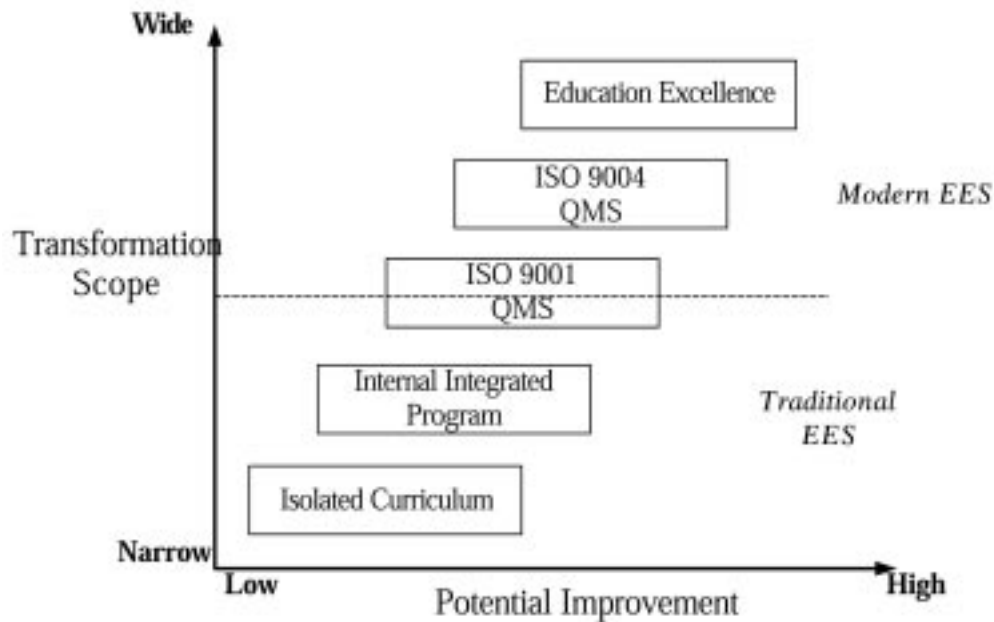 Wide
Education Excellence
ISO 9004
QMS
Modern EES
Transformation
Scope
ISO 9001
QMS
Internal Integrated
Program
Traditional
EES
Isolated Curriculum
Narrow
Low
High
Potential Improvement